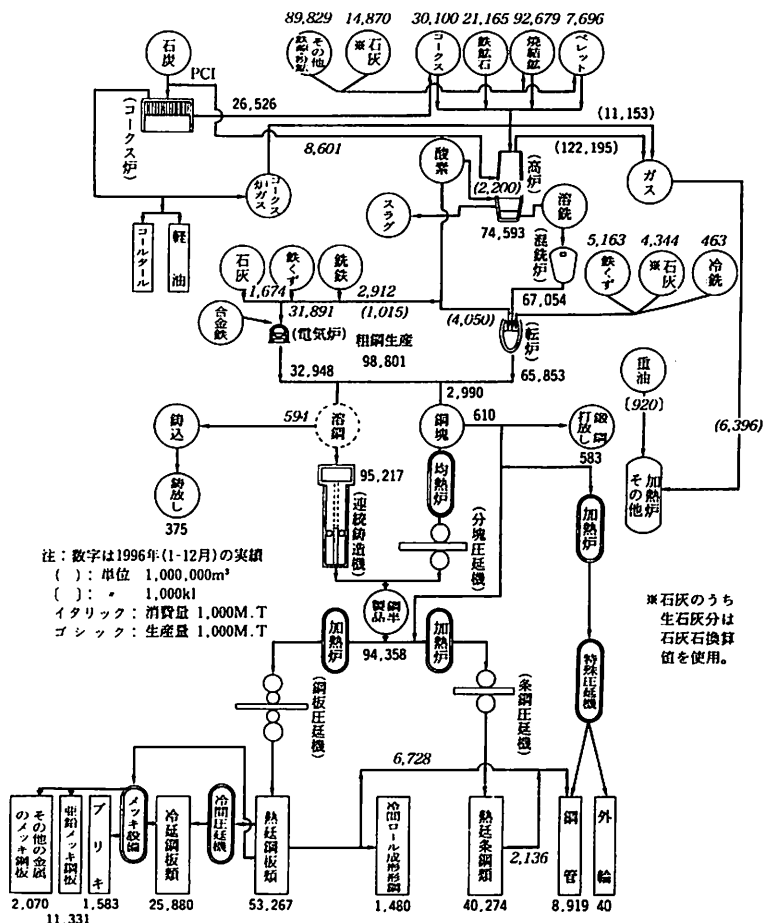 89,829 14,870 30,100 21,165 92,679 7,696
石炭
鉄鉱・粉鉱 その他
※石灰
コークス
鉄鉱石
焼結鉱
ペレット
PCI
26,526
(コークス炉)
8,601
(11,153)
(122,195)
酸素
(高炉)
(2,200)
ガス
コークス炉ガス
スラグ
溶銑
74,593
コールタール
軽油
(混銑炉)
5,163 4,344 463
鉄くず
※石灰
冷銑
石灰
鉄くず
銑鉄
1,674
2,912
31,891
(1,015)
67,054
合金鉄
(電気炉)
(4,050)
(転炉)
粗鋼生産
98,801
32,948
65,853
重油
[920]
2,990
594
610
鋳込
溶鋼
鋼塊
鍛鋼打放し
583
(6,396)
鋳放し
375
95,217
(連続鋳造機)
均熱炉
(分塊圧延機)
加熱炉
加熱炉その他
注:数字は1996年(1-12月)の実績
( ):単位 1,000,000m³
[ ]: 〃 1,000kl
イタリック:消費量 1,000M.T
ゴシック:生産量 1,000M.T
※石灰のうち
生石灰分は
石灰石換算
値を使用。
鋼半製品
94,358
加熱炉
加熱炉
(鋼板圧延機)
(条鋼圧延機)
特殊圧延機
6,728
その他の金属のメッキ鋼板
亜鉛メッキ鋼板
ブリキ
メッキ設備
冷延鋼板類
冷間圧延機
熱延鋼板類
冷間ロール成形形鋼
熱延条鋼類
2,136
鋼管
外輪
2,070 1,583 25,880 53,267 1,480 40,274 8,919 40
11,331